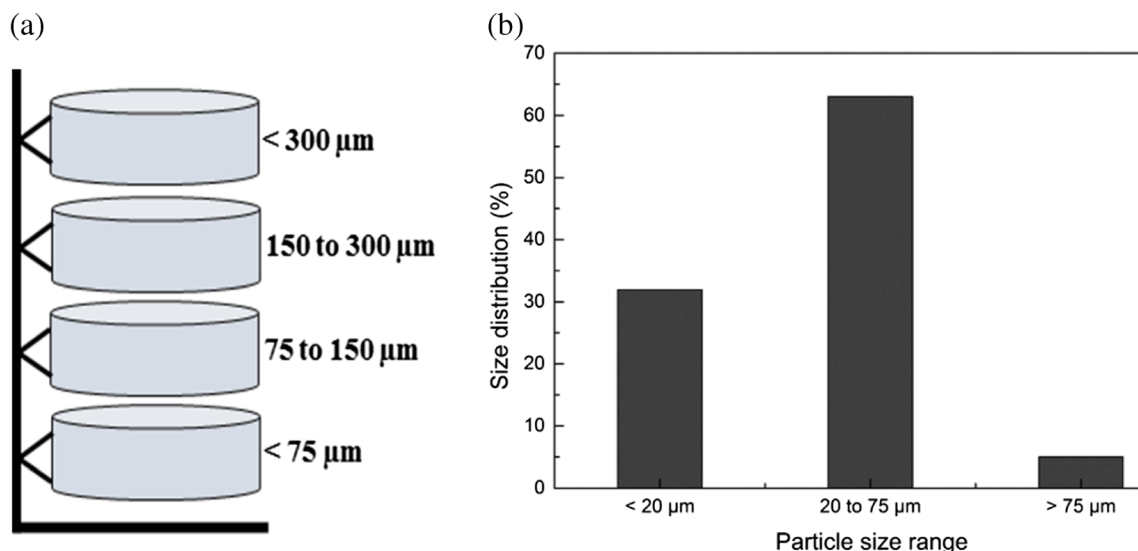 (a)
< 300 µm
150 to 300 µm
75 to 150 µm
< 75 µm
(b)
Size distribution (%)
70
60
50
40
30
20
10
0
< 20 µm
20 to 75 µm
> 75 µm
Particle size range